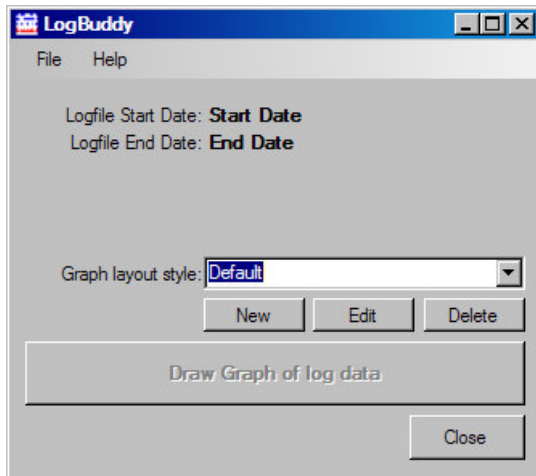 LogBuddy
File Help
Logfile Start Date: Start Date
Logfile End Date: End Date
Graph layout style: Default
New Edit Delete
Draw Graph of log data
Close